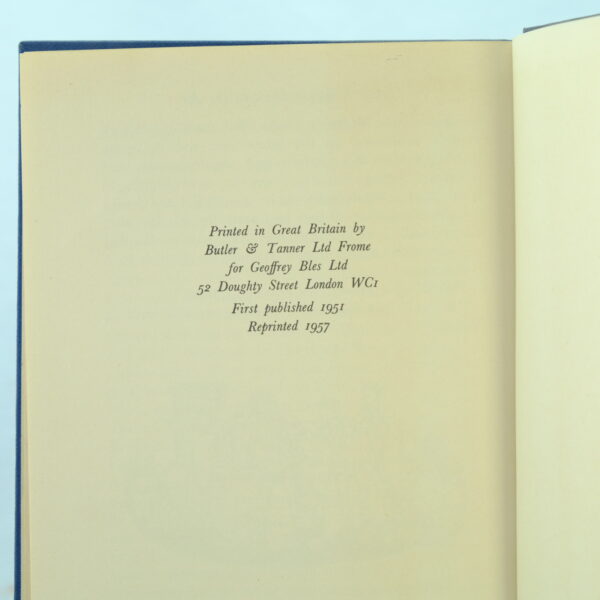 Printed in Great Britain by
Butler & Tanner Ltd Frome
for Geoffrey Bles Ltd
52 Doughty Street London WC1
First published 1951
Reprinted 1957